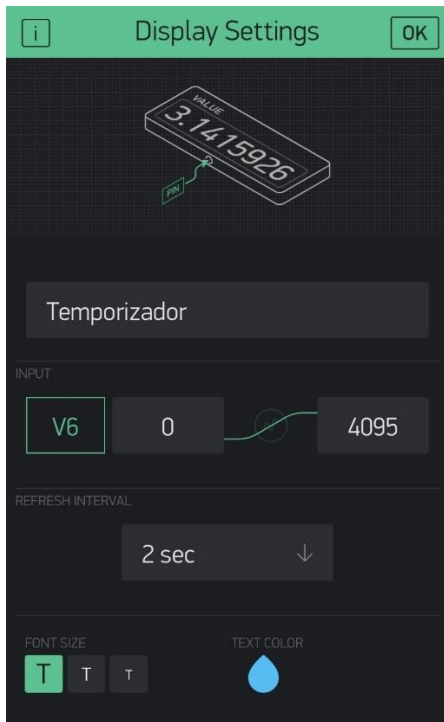 i Display Settings OK
VALUE
3.1415926
PIN
Temporizador
INPUT
V6 0 4095
REFRESH INTERVAL
2 sec
FONT SIZE TEXT COLOR
T T T